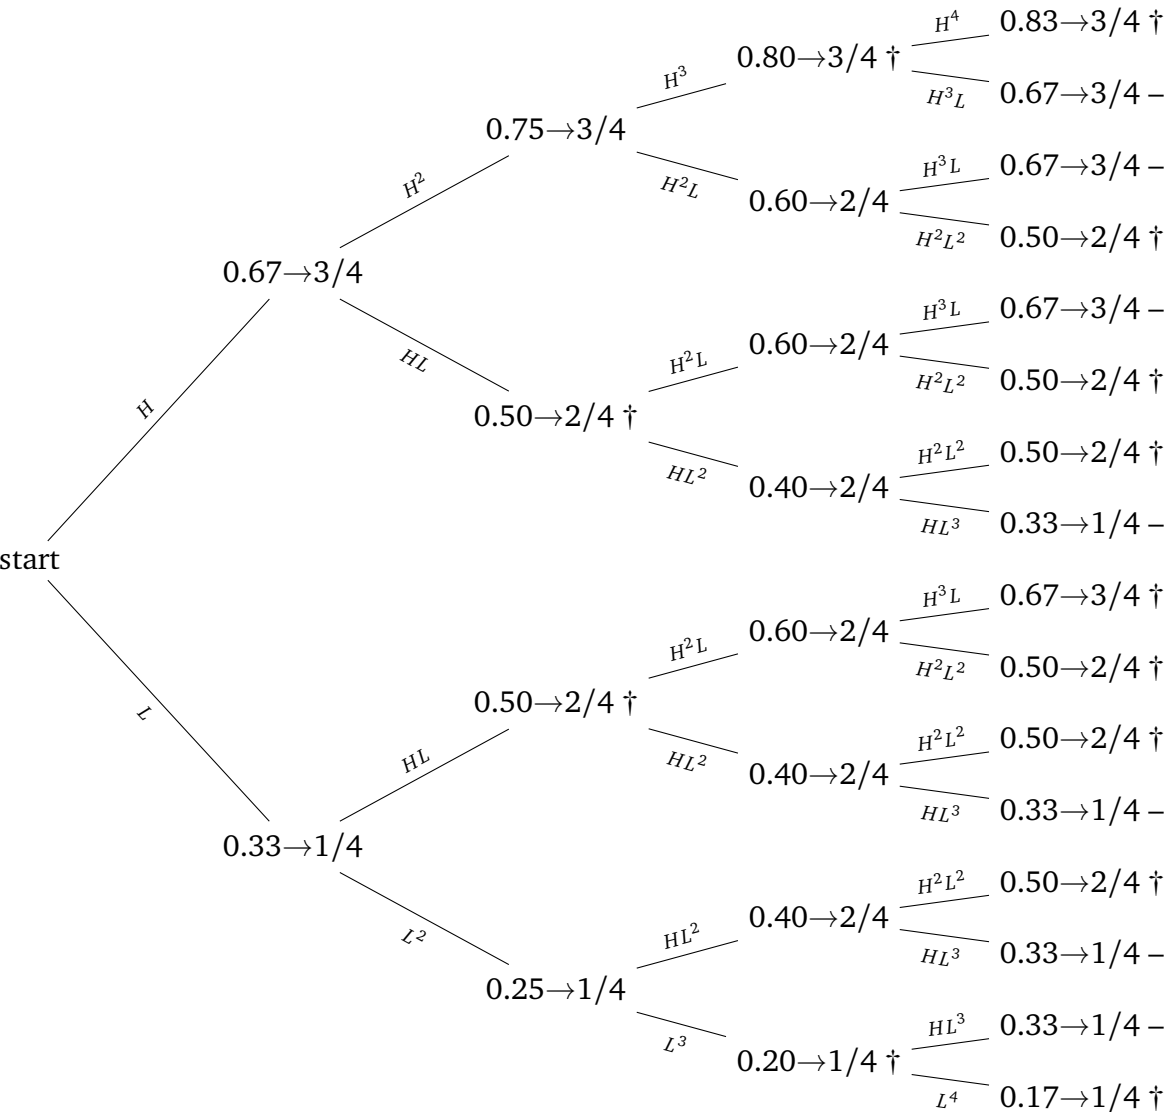 H⁴ 0.83→3/4 †
0.80→3/4 †
H³
H³L 0.67→3/4 –
0.75→3/4
H³L 0.67→3/4 –
H² H²L
0.60→2/4
H²L² 0.50→2/4 †
0.67→3/4
H³L 0.67→3/4 –
0.60→2/4
HL H²L
H²L² 0.50→2/4 †
H
0.50→2/4 †
H²L² 0.50→2/4 †
HL²
0.40→2/4
HL³ 0.33→1/4 –
start
H³L 0.67→3/4 †
0.60→2/4
H²L
H²L² 0.50→2/4 †
0.50→2/4 †
L
H²L² 0.50→2/4 †
HL HL²
0.40→2/4
HL³ 0.33→1/4 –
0.33→1/4
H²L² 0.50→2/4 †
0.40→2/4
L² HL²
HL³ 0.33→1/4 –
0.25→1/4
HL³ 0.33→1/4 –
L³
0.20→1/4 †
L⁴ 0.17→1/4 †